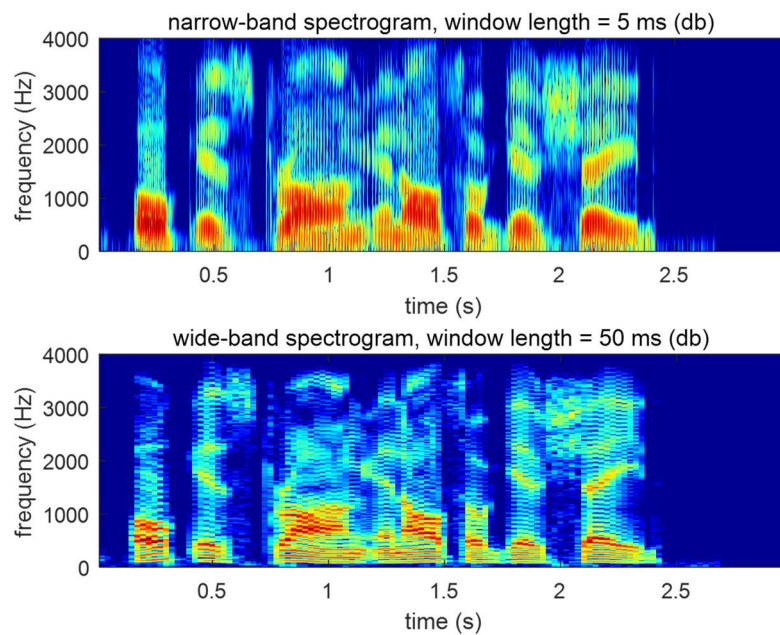 narrow-band spectrogram, window length = 5 ms (db)
4000
3000
2000
1000
0
frequency (Hz)
0.5 1 1.5 2 2.5
time (s)
wide-band spectrogram, window length = 50 ms (db)
4000
3000
2000
1000
0
frequency (Hz)
0.5 1 1.5 2 2.5
time (s)